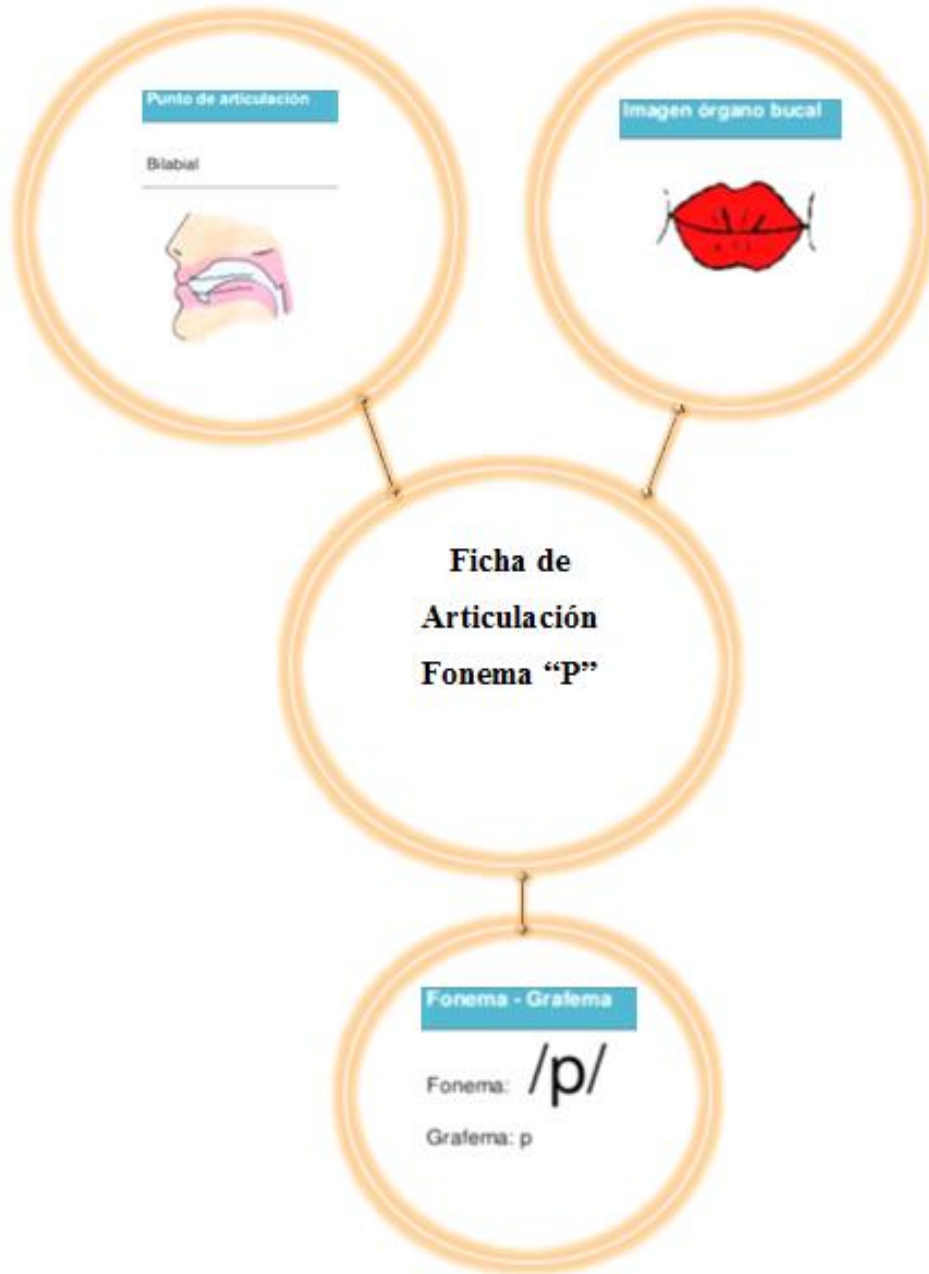 Punto de articulación
Bilabial
Imagen órgano bucal
Ficha de
Articulación
Fonema “P”
Fonema - Grafema
Fonema: /p/
Grafema: p